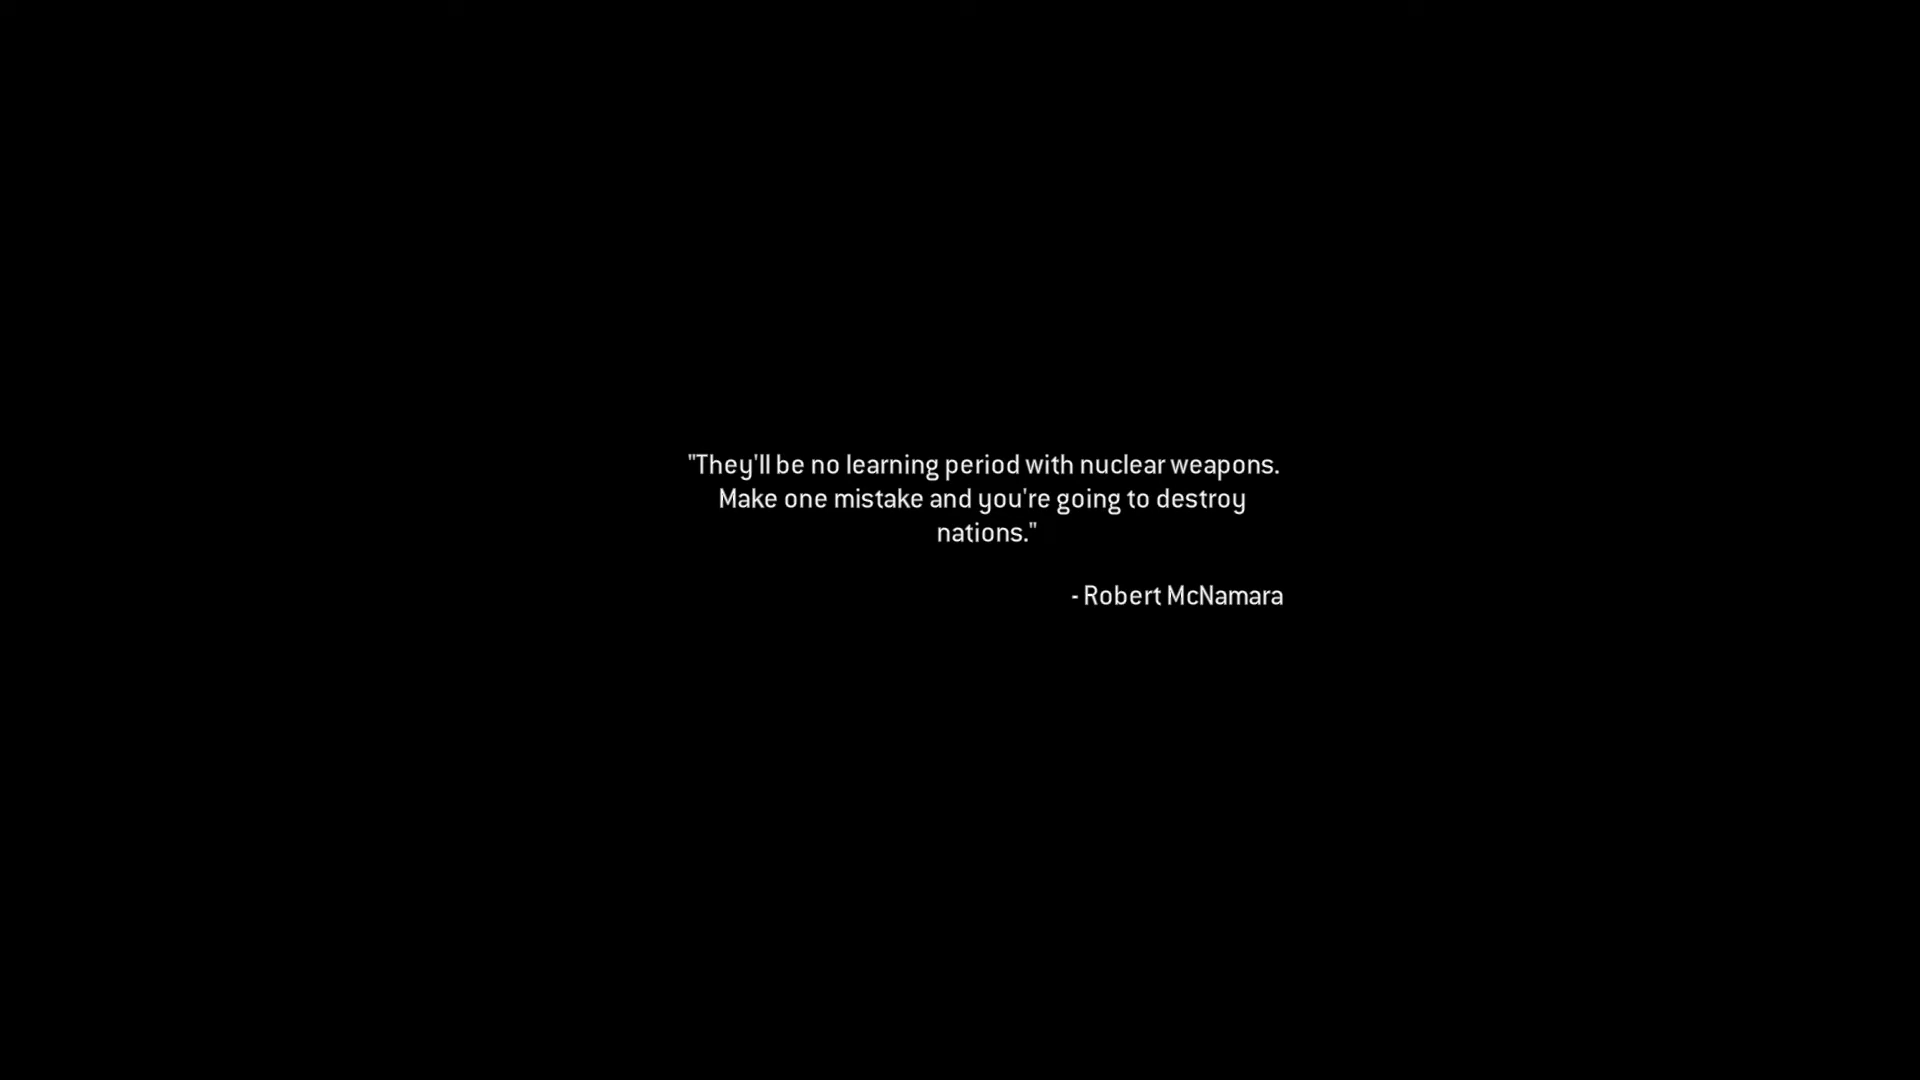 "They'll be no learning period with nuclear weapons.
Make one mistake and you're going to destroy
nations."
- Robert McNamara